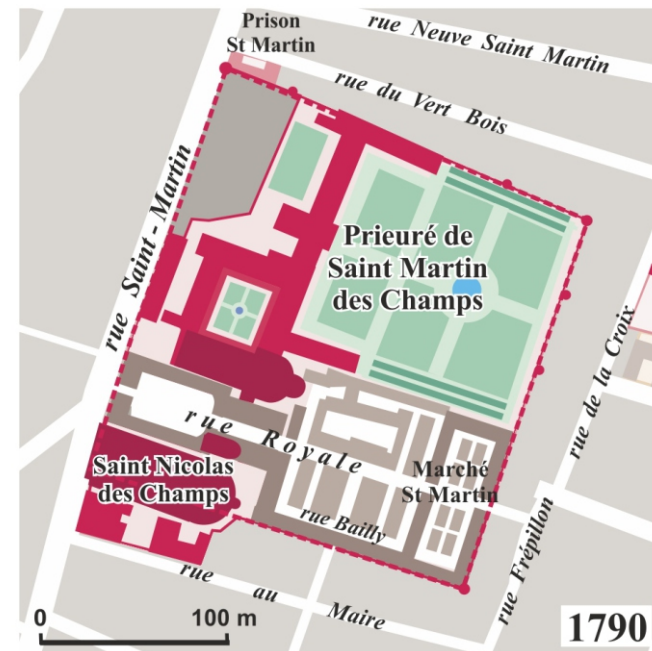 Prison
St Martin
rue Neuve Saint Martin
rue du Vert Bois
rue Saint-Martin
Prieuré de
Saint Martin
des Champs
rue de la Croix
rue Royale
Saint Nicolas
des Champs
Marché
St Martin
rue Bailly
rue Frépillon
rue au Maire
0 100 m
1790